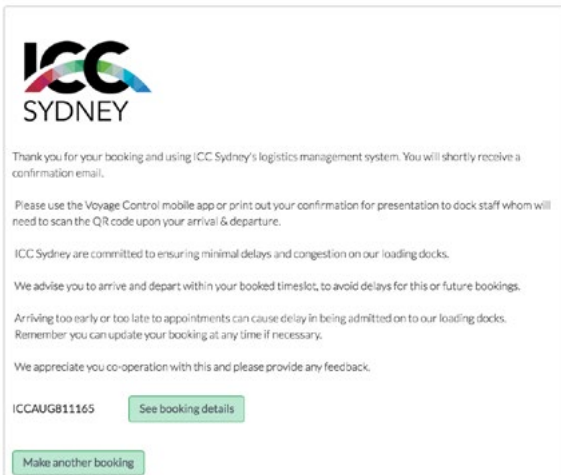 ICC
SYDNEY
Thank you for your booking and using ICC Sydney's logistics management system. You will shortly receive a
confirmation email.
Please use the Voyage Control mobile app or print out your confirmation for presentation to dock staff whom will
need to scan the QR code upon your arrival & departure.
ICC Sydney are committed to ensuring minimal delays and congestion on our loading docks.
We advise you to arrive and depart within your booked timeslot, to avoid delays for this or future bookings.
Arriving too early or too late to appointments can cause delay in being admitted on to our loading docks.
Remember you can update your booking at any time if necessary.
We appreciate you co-operation with this and please provide any feedback.
ICCAUG811165 See booking details
Make another booking